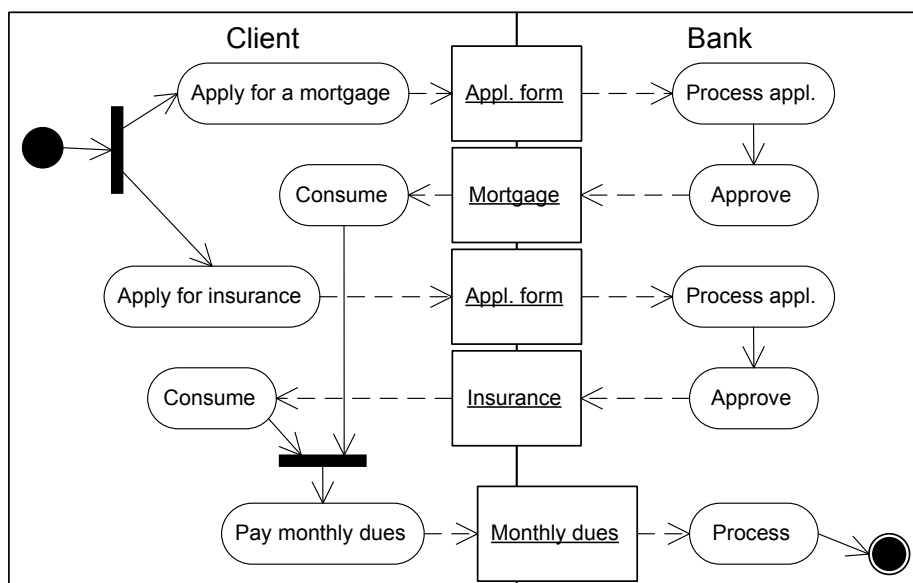 Client
Bank
Apply for a mortgage
Appl. form
Process appl.
Consume
Mortgage
Approve
Apply for insurance
Appl. form
Process appl.
Consume
Insurance
Approve
Pay monthly dues
Monthly dues
Process